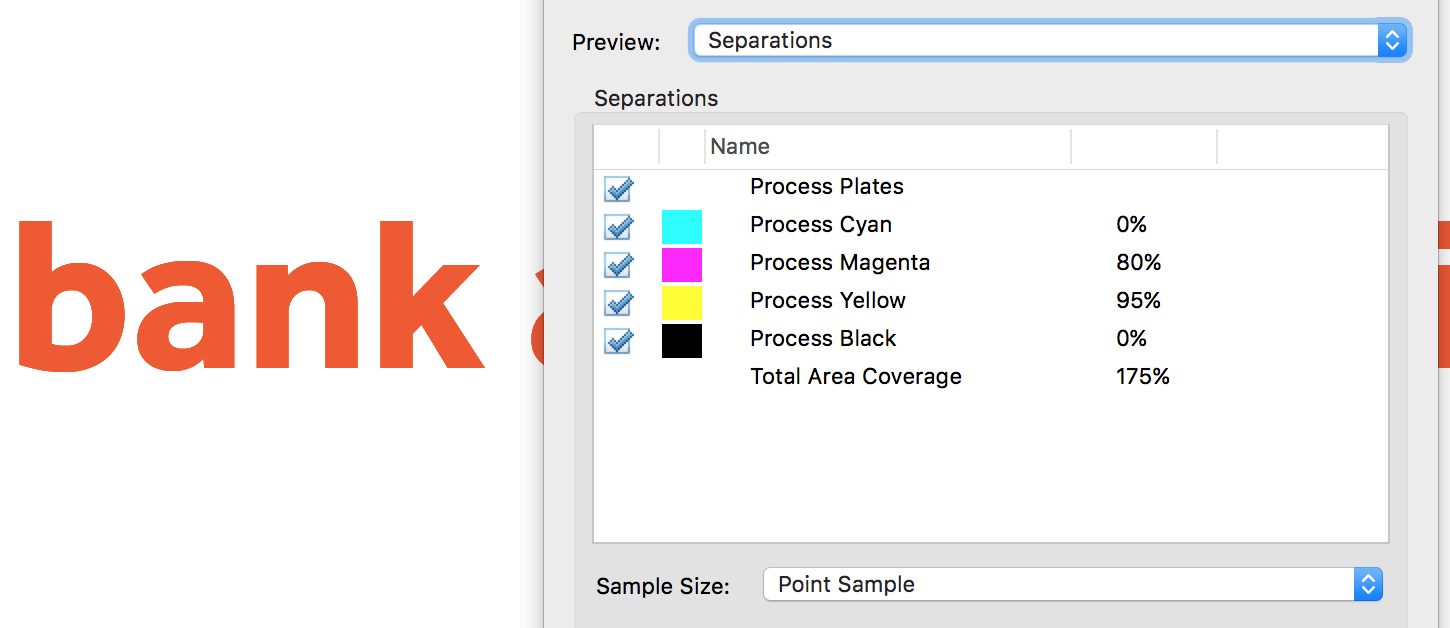 Preview: Separations
Separations
Name
Process Plates
Process Cyan 0%
Process Magenta 80%
Process Yellow 95%
Process Black 0%
Total Area Coverage 175%
bank
Sample Size: Point Sample